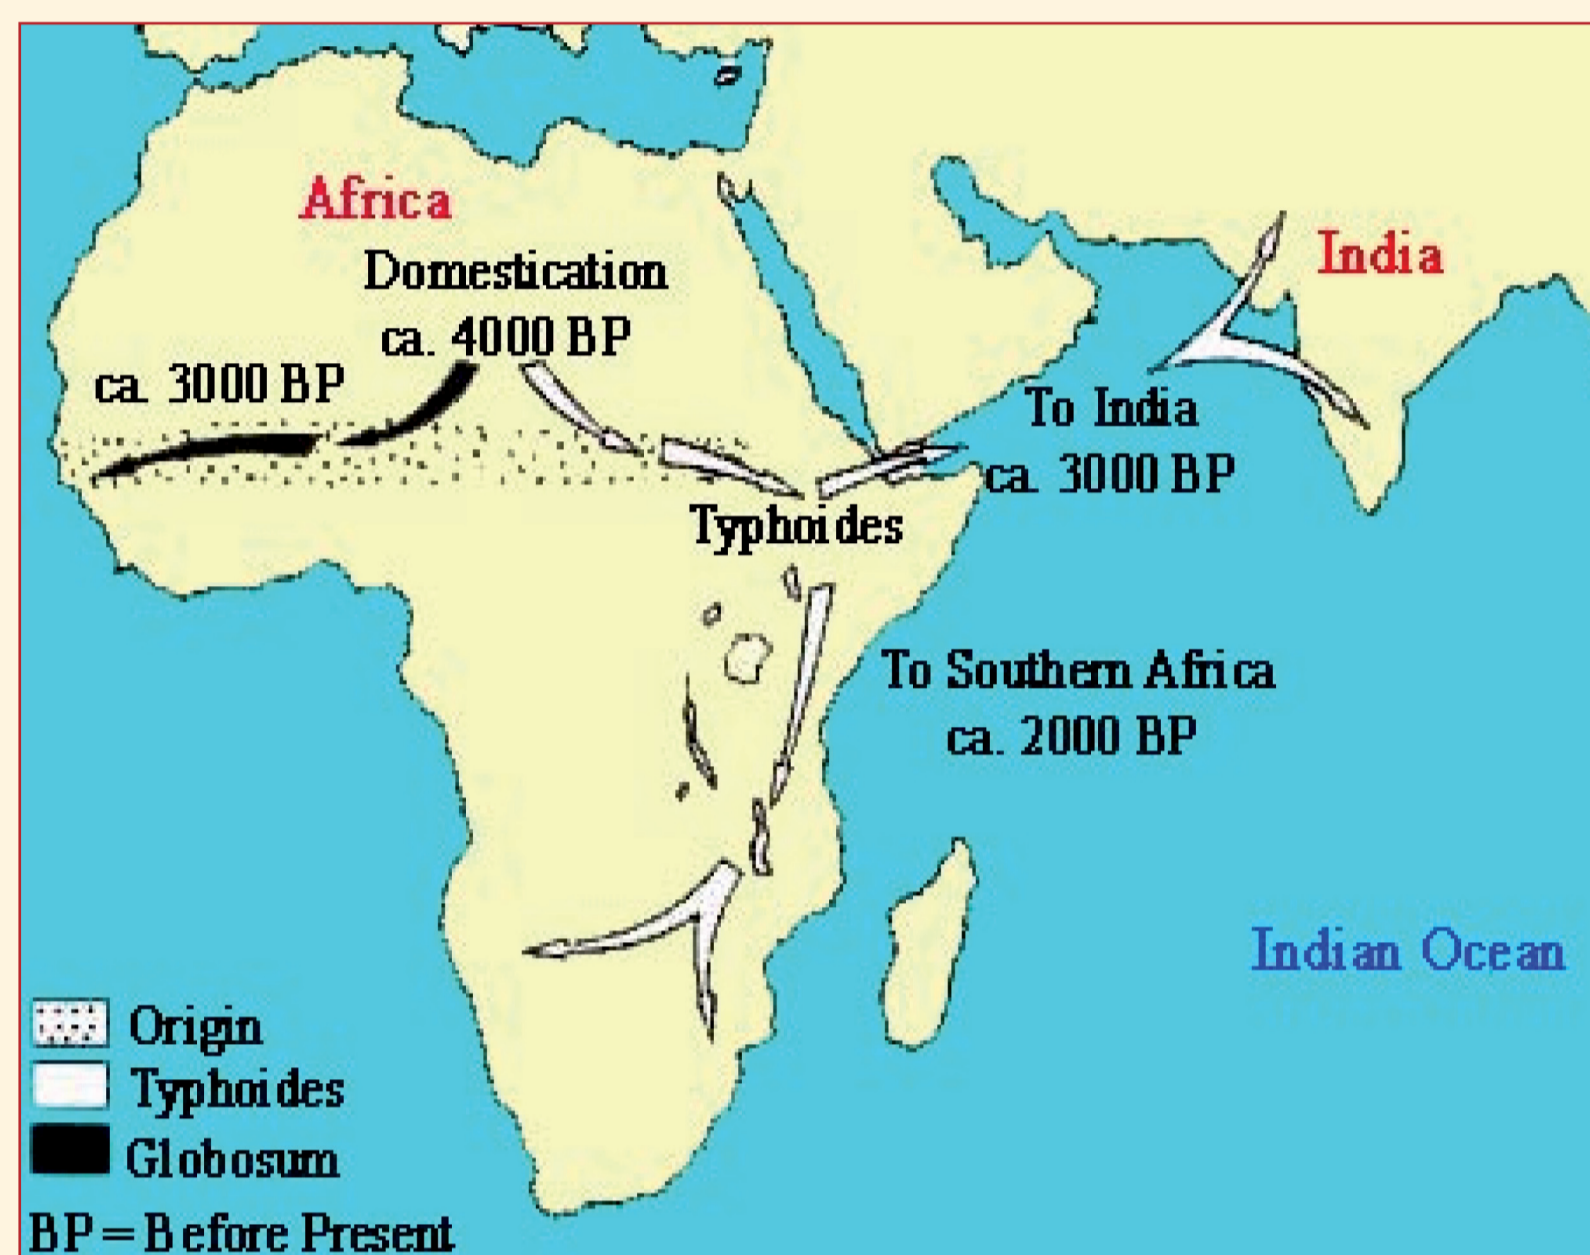 Africa
Domestication
ca. 4000 BP
ca. 3000 BP
India
To India
ca. 3000 BP
Typhoides
To Southern Africa
ca. 2000 BP
Indian Ocean
Origin
Typhoides
Globosum
BP = Before Present